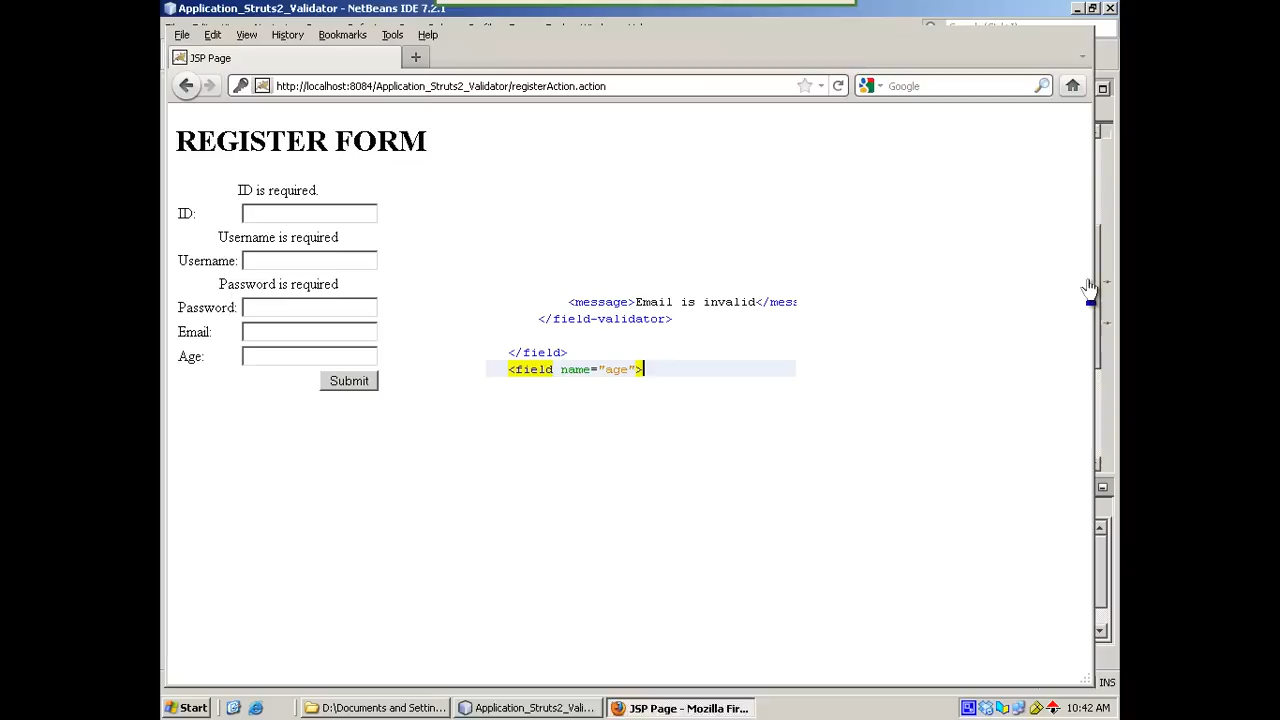 Application_Struts2_Validator - NetBeans IDE 7.2.1
File Edit View History Bookmarks Tools Help
JSP Page
http://localhost:8084/Application_Struts2_Validator/registerAction.action
Google
REGISTER FORM
ID is required.
ID:
Username is required
Username:
Password is required
Password:
Email:
Age:
Submit
<message>Email is invalid</mess
</field-validator>
</field>
<field name="age">
INS
Start
D:\Documents and Settin...
Application_Struts2_Vali...
JSP Page - Mozilla Fir...
10:42 AM